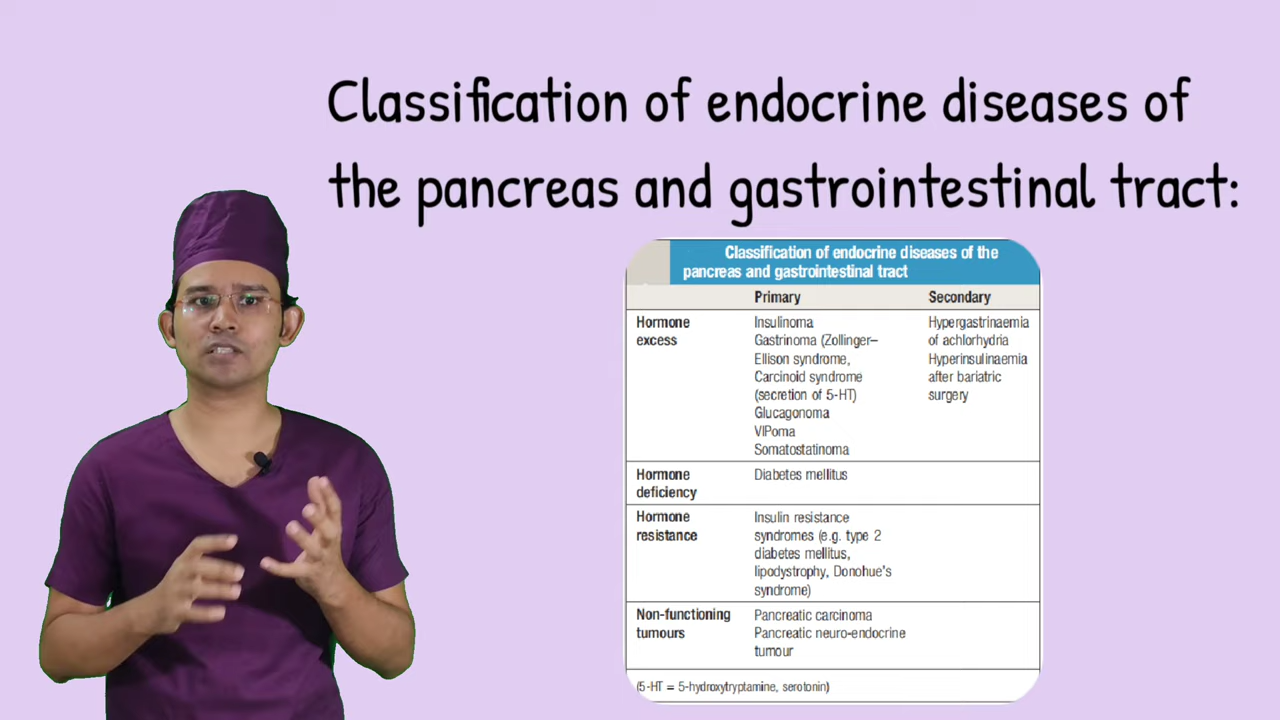 Classification of endocrine diseases of
the pancreas and gastrointestinal tract:
Classification of endocrine diseases of the
pancreas and gastrointestinal tract
Primary Secondary
Hormone
excess
Insulinoma
Gastrinoma (Zollinger–
Ellison syndrome,
Carcinoid syndrome
(secretion of 5-HT)
Glucagonoma
VIPoma
Somatostatinoma
Hypergastrinaemia
of achlorhydria
Hyperinsulinaemia
after bariatric
surgery
Hormone
deficiency
Diabetes mellitus
Hormone
resistance
Insulin resistance
syndromes (e.g. type 2
diabetes mellitus,
lipodystrophy, Donohue's
syndrome)
Non-functioning
tumours
Pancreatic carcinoma
Pancreatic neuro-endocrine
tumour
(5-HT = 5-hydroxytryptamine, serotonin)